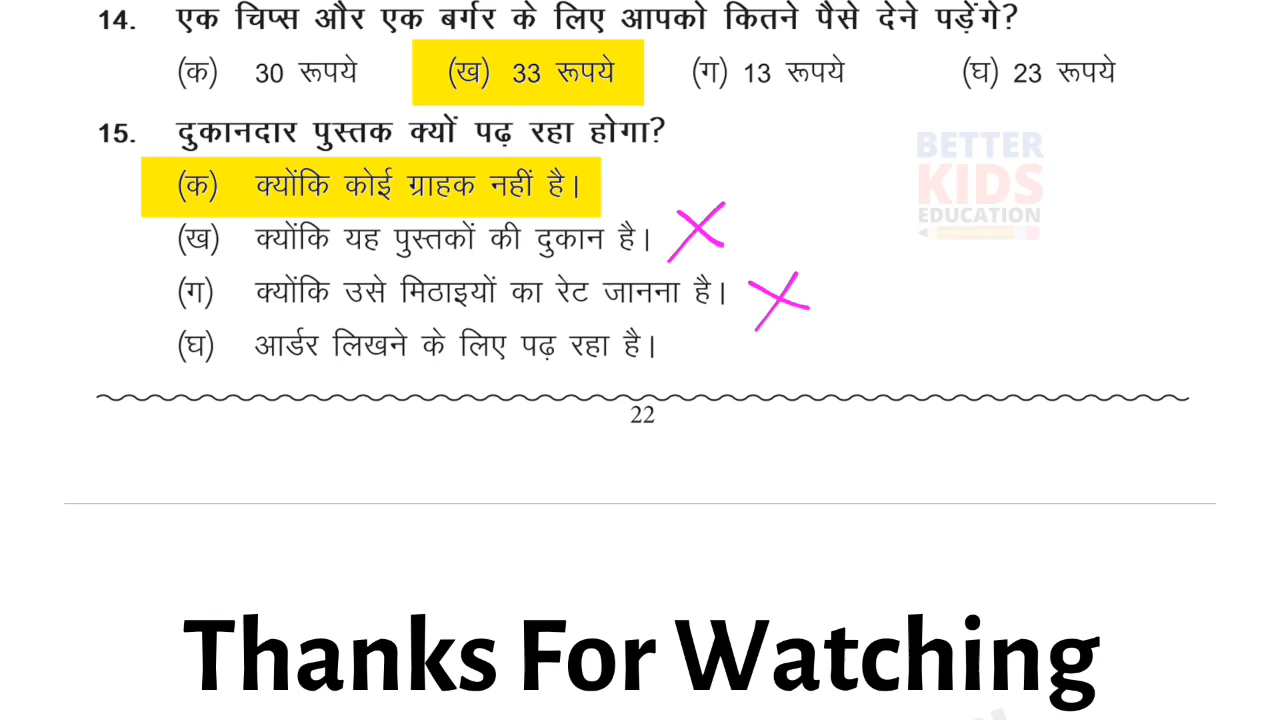 14. एक चिप्स और एक बर्गर के लिए आपको कितने पैसे देने पड़ेंगे?
(क) 30 रूपये (ख) 33 रूपये (ग) 13 रूपये (घ) 23 रूपये
15. दुकानदार पुस्तक क्यों पढ़ रहा होगा?
(क) क्योंकि कोई ग्राहक नहीं है।
(ख) क्योंकि यह पुस्तकों की दुकान है।
(ग) क्योंकि उसे मिठाइयों का रेट जानना है।
(घ) आर्डर लिखने के लिए पढ़ रहा है।
BETTER
KIDS
EDUCATION
22
Thanks For Watching